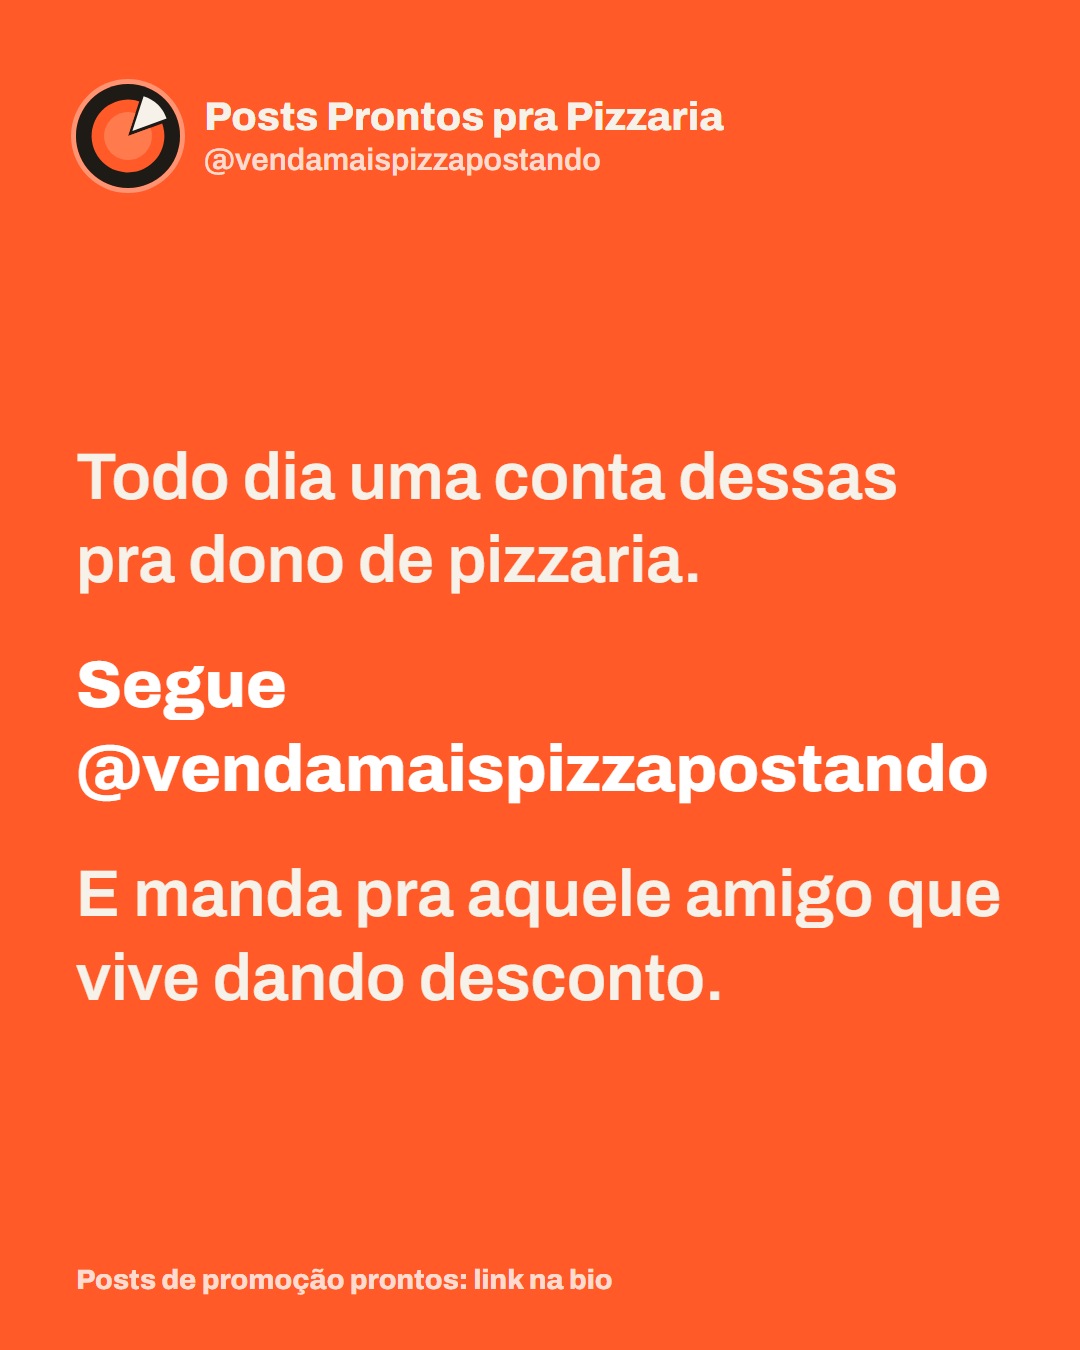 Posts Prontos pra Pizzaria
@vendamaispizzapostando
Todo dia uma conta dessas
pra dono de pizzaria.
Segue
@vendamaispizzapostando
E manda pra aquele amigo que
vive dando desconto.
Posts de promoção prontos: link na bio